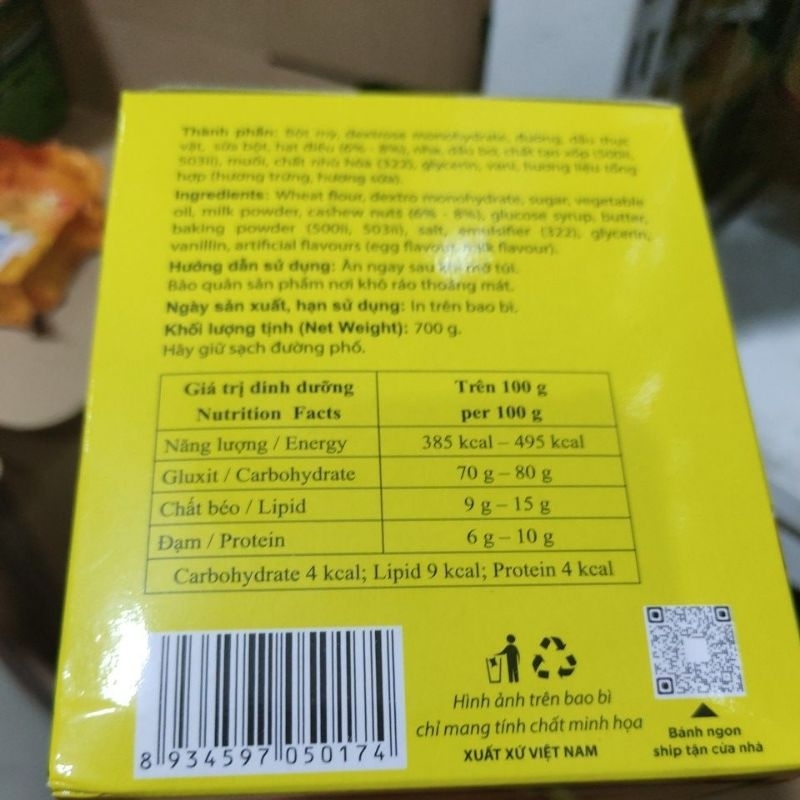 Thành phần: Bột mỳ, dextrose monohydrate, đường, dầu thực
vật, sữa bột, hạt điều (6% - 8%), nha, dầu bơ, chất tạo xốp (500ii,
503ii), muối, chất nhũ hóa (322), glycerin, vani, hương liệu tổng
hợp (hương trứng, hương sữa).
Ingredients: Wheat flour, dextro monohydrate, sugar, vegetable
oil, milk powder, cashew nuts (6% - 8%), glucose syrup, butter,
baking powder (500ii, 503ii), salt, emulsifier (322), glycerin,
vanillin, artificial flavours (egg flavour, milk flavour).
Hướng dẫn sử dụng: Ăn ngay sau khi mở túi.
Bảo quản sản phẩm nơi khô ráo thoáng mát.
Ngày sản xuất, hạn sử dụng: In trên bao bì.
Khối lượng tịnh (Net Weight): 700 g.
Hãy giữ sạch đường phố.
Giá trị dinh dưỡng Trên 100 g
Nutrition Facts per 100 g
Năng lượng / Energy 385 kcal – 495 kcal
Gluxit / Carbohydrate 70 g – 80 g
Chất béo / Lipid 9 g – 15 g
Đạm / Protein 6 g – 10 g
Carbohydrate 4 kcal; Lipid 9 kcal; Protein 4 kcal
8 934597 050174
Hình ảnh trên bao bì
chỉ mang tính chất minh họa
XUẤT XỨ VIỆT NAM
Bánh ngon
ship tận cửa nhà